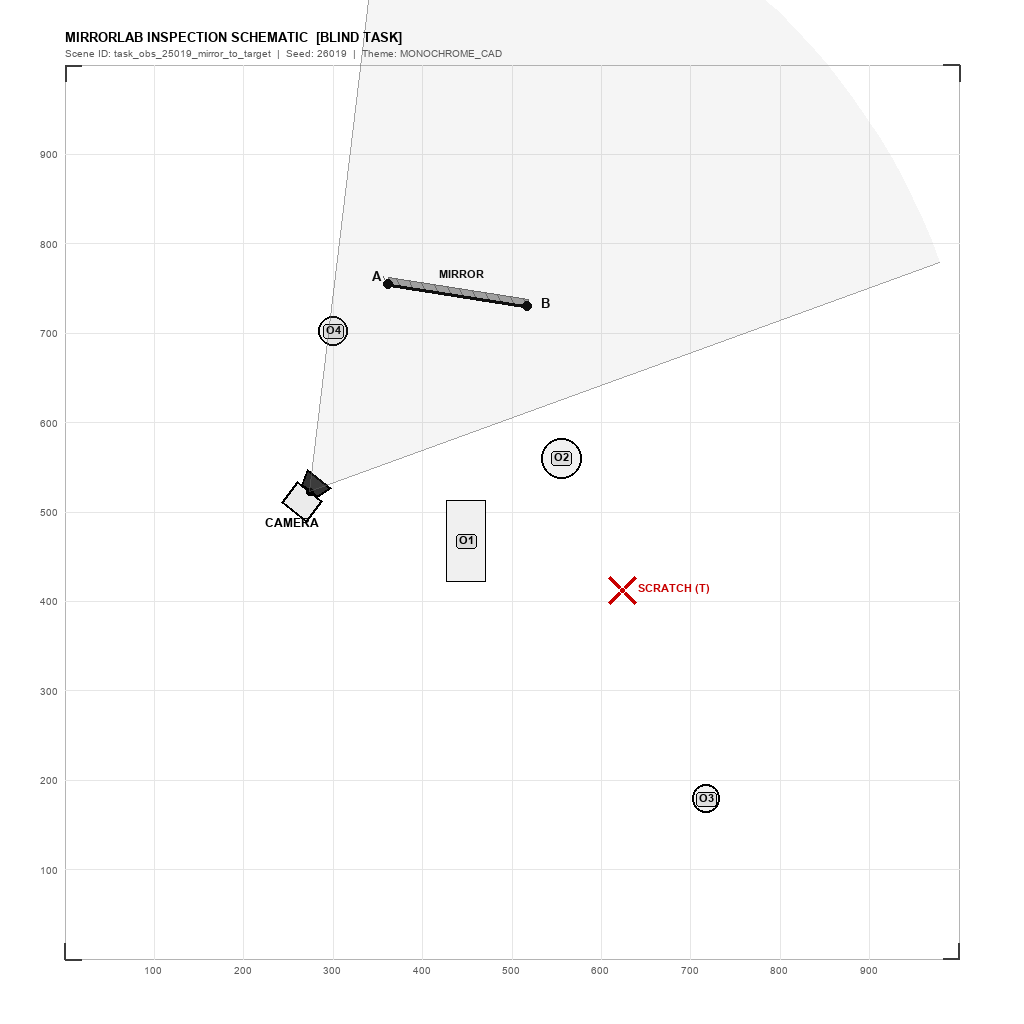 MIRRORLAB INSPECTION SCHEMATIC  [BLIND TASK]
Scene ID: task_obs_25019_mirror_to_target  |  Seed: 26019  |  Theme: MONOCHROME_CAD
900
800
A
MIRROR
B
700
O4
600
O2
500
CAMERA
O1
400
SCRATCH (T)
300
200
O3
100
100 200 300 400 500 600 700 800 900